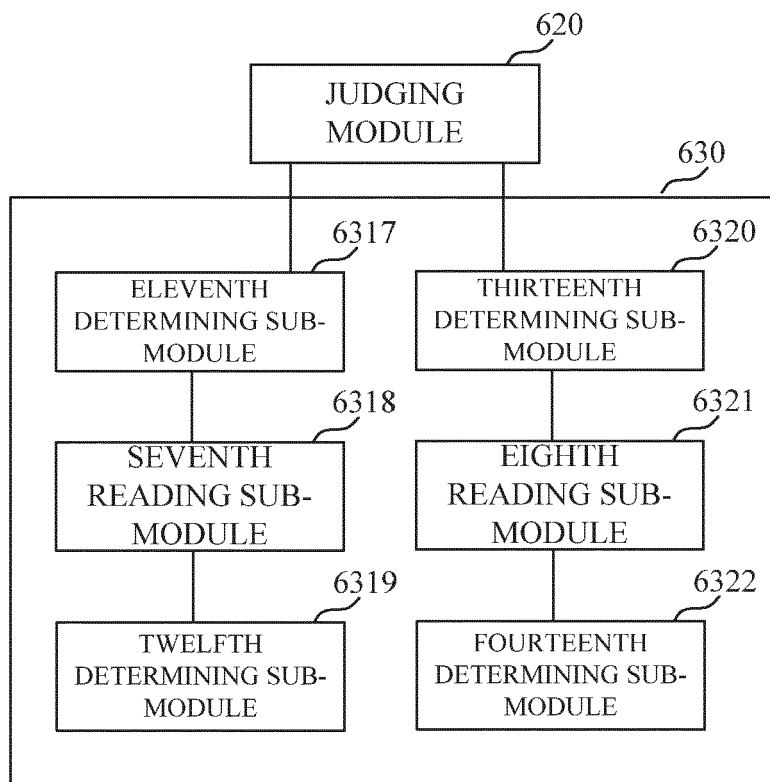 620
JUDGING
MODULE
630
6317
6320
ELEVENTH
DETERMINING SUB-
MODULE
THIRTEENTH
DETERMINING SUB-
MODULE
6318
6321
SEVENTH
READING SUB-
MODULE
EIGHTH
READING SUB-
MODULE
6319
6322
TWELFTH
DETERMINING SUB-
MODULE
FOURTEENTH
DETERMINING SUB-
MODULE